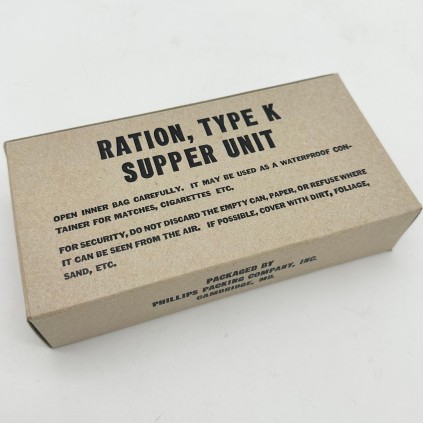 RATION, TYPE K
SUPPER UNIT
OPEN INNER BAG CAREFULLY. IT MAY BE USED AS A WATERPROOF CON-
TAINER FOR MATCHES, CIGARETTES ETC.
FOR SECURITY, DO NOT DISCARD THE EMPTY CAN, PAPER, OR REFUSE WHERE
IT CAN BE SEEN FROM THE AIR. IF POSSIBLE, COVER WITH DIRT, FOLIAGE,
SAND, ETC.
PACKAGED BY
PHILLIPS PACKING COMPANY, INC.
CAMBRIDGE, MD.